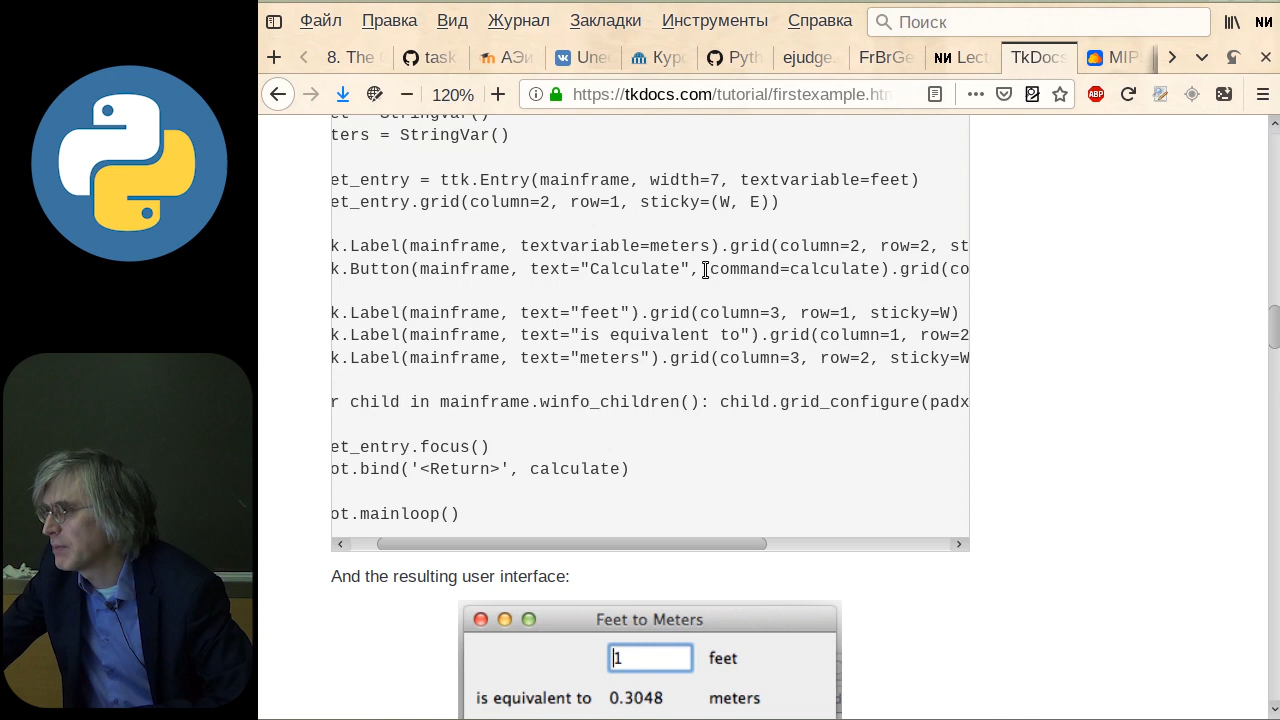 Файл Правка Вид Журнал Закладки Инструменты Справка Поиск
8. The task АЭи Unee Курс Pyth ejudge. FrBrGe Lect TkDocs MIP
120% https://tkdocs.com/tutorial/firstexample.htm ABP
ters = StringVar()
et_entry = ttk.Entry(mainframe, width=7, textvariable=feet)
et_entry.grid(column=2, row=1, sticky=(W, E))
k.Label(mainframe, textvariable=meters).grid(column=2, row=2, st
k.Button(mainframe, text="Calculate", command=calculate).grid(co
k.Label(mainframe, text="feet").grid(column=3, row=1, sticky=W)
k.Label(mainframe, text="is equivalent to").grid(column=1, row=2
k.Label(mainframe, text="meters").grid(column=3, row=2, sticky=W
r child in mainframe.winfo_children(): child.grid_configure(padx
et_entry.focus()
ot.bind('<Return>', calculate)
ot.mainloop()
And the resulting user interface:
Feet to Meters
1 feet
is equivalent to 0.3048 meters